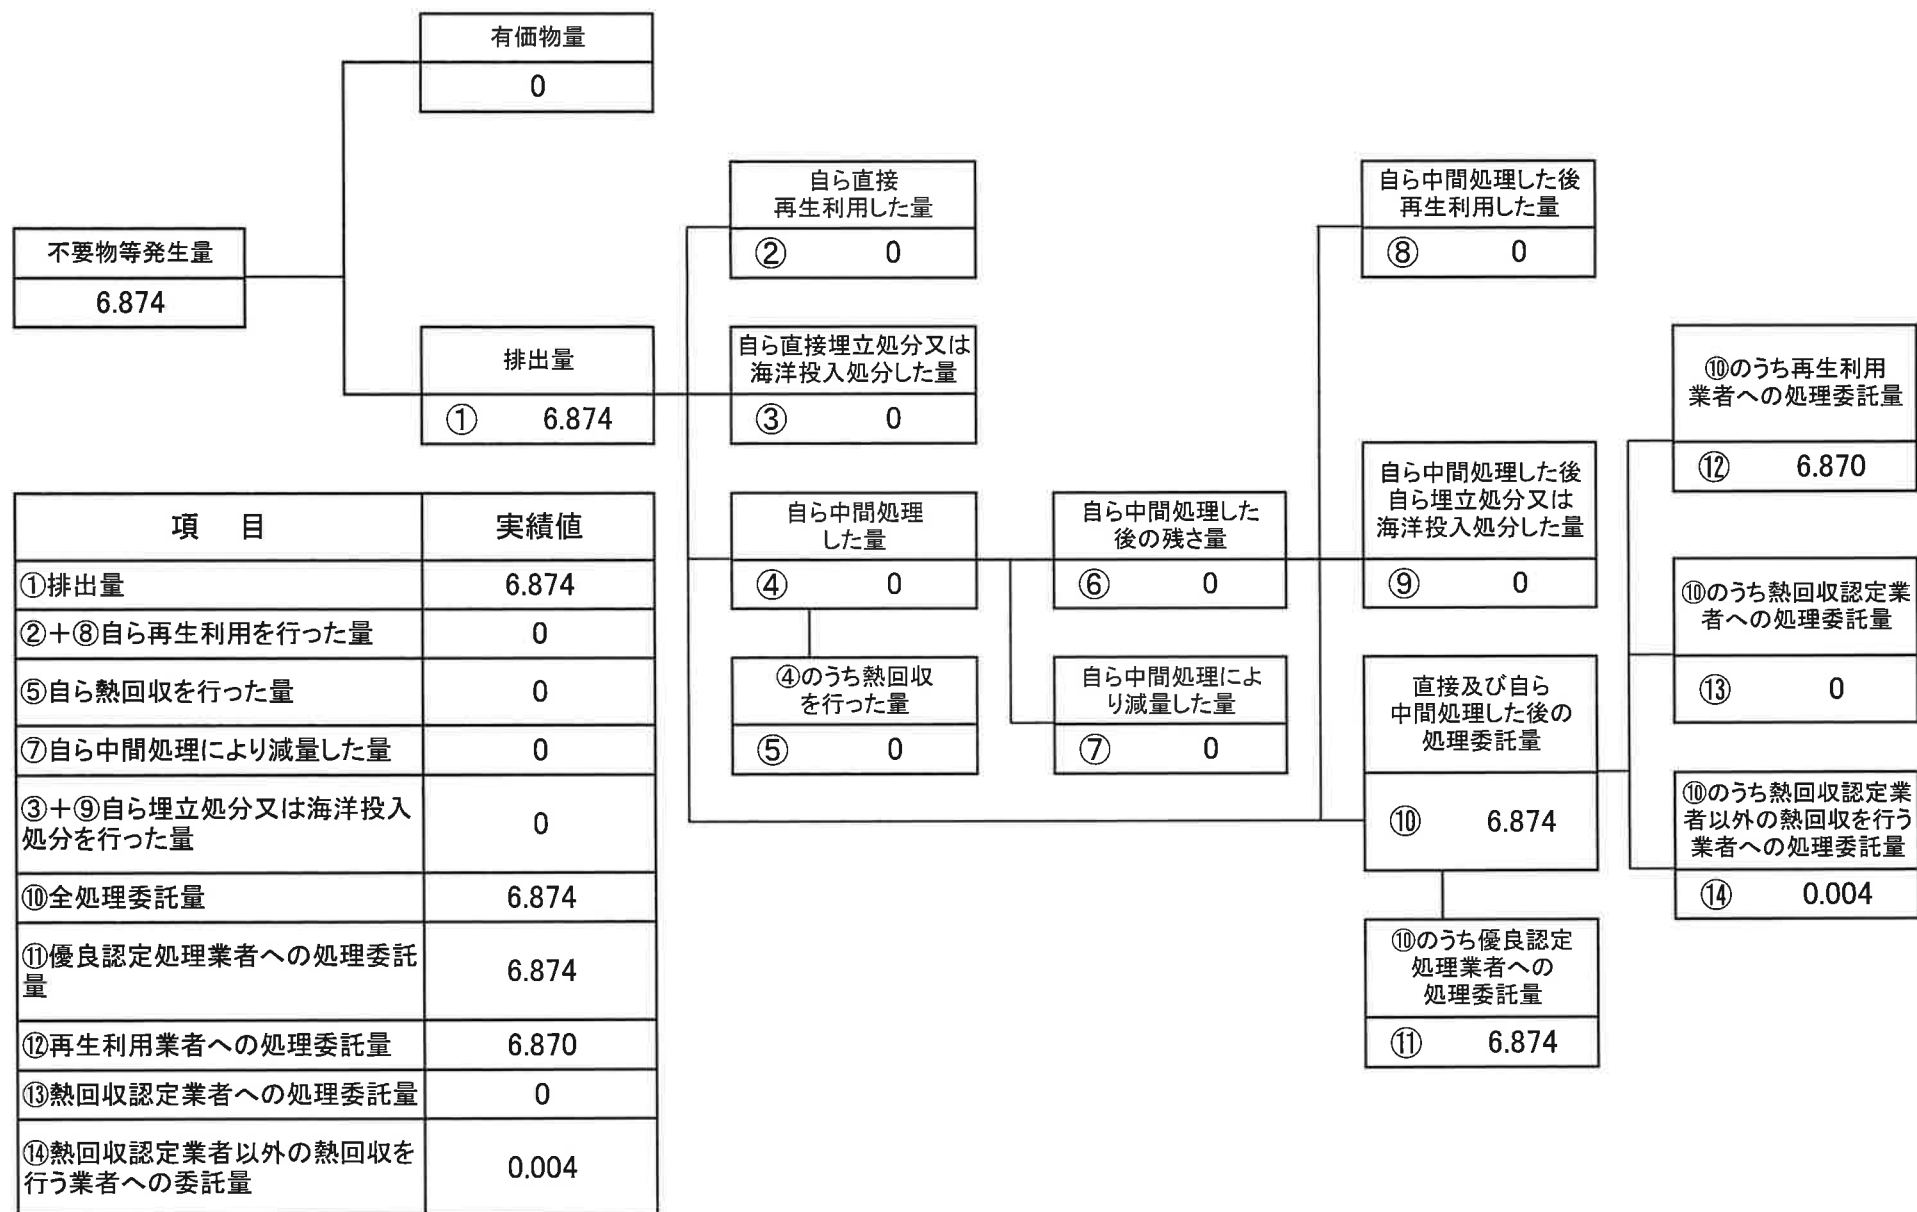 有価物量
0
不要物等発生量
6.874
排出量
① 6.874
自ら直接
再生利用した量
② 0
自ら直接埋立処分又は
海洋投入処分した量
③ 0
自ら中間処理
した量
④ 0
④のうち熱回収
を行った量
⑤ 0
自ら中間処理した
後の残さ量
⑥ 0
自ら中間処理によ
り減量した量
⑦ 0
自ら中間処理した後
再生利用した量
⑧ 0
自ら中間処理した後
自ら埋立処分又は
海洋投入処分した量
⑨ 0
直接及び自ら
中間処理した後の
処理委託量
⑩ 6.874
⑩のうち優良認定
処理業者への
処理委託量
⑪ 6.874
⑩のうち再生利用
業者への処理委託量
⑫ 6.870
⑩のうち熱回収認定業
者への処理委託量
⑬ 0
⑩のうち熱回収認定業
者以外の熱回収を行う
業者への処理委託量
⑭ 0.004
項 目 実績値
①排出量 6.874
②+⑧自ら再生利用を行った量 0
⑤自ら熱回収を行った量 0
⑦自ら中間処理により減量した量 0
③+⑨自ら埋立処分又は海洋投入
処分を行った量 0
⑩全処理委託量 6.874
⑪優良認定処理業者への処理委託
量 6.874
⑫再生利用業者への処理委託量 6.870
⑬熱回収認定業者への処理委託量 0
⑭熱回収認定業者以外の熱回収を
行う業者への委託量 0.004